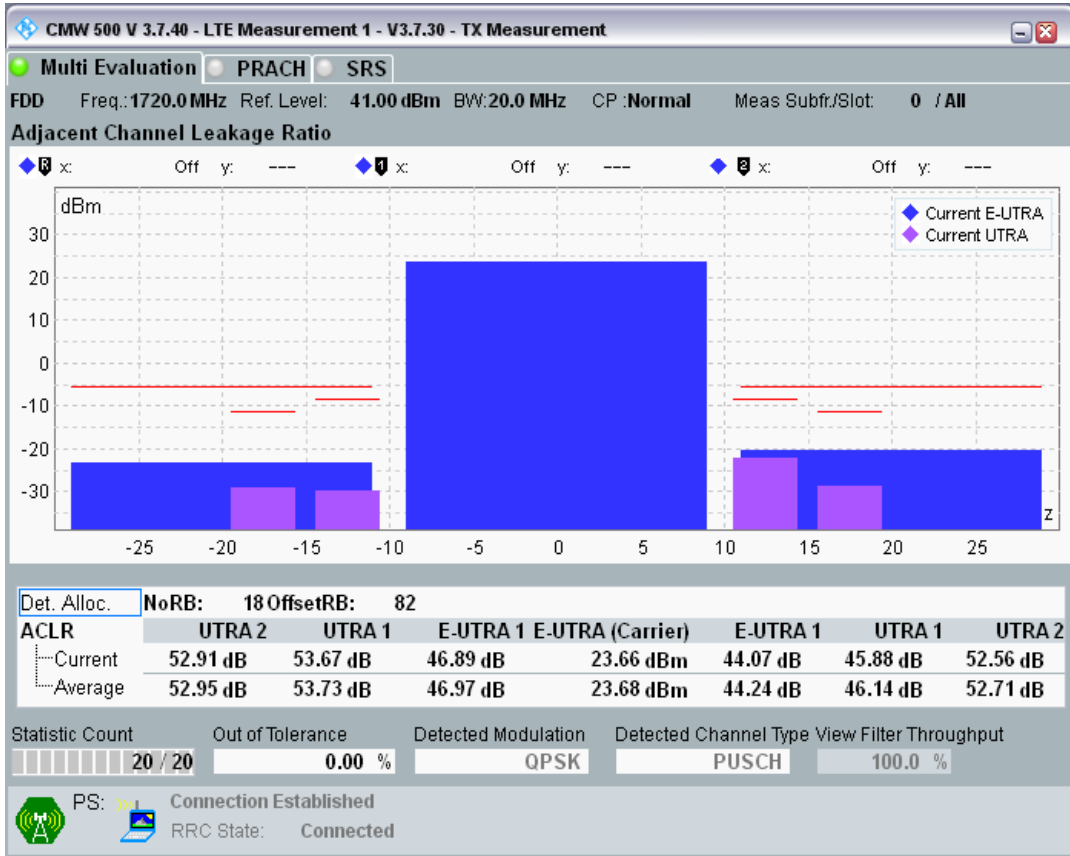 CMW 500 V 3.7.40 - LTE Measurement 1 - V3.7.30 - TX Measurement
Multi Evaluation PRACH SRS
FDD Freq.: 1720.0 MHz Ref. Level: 41.00 dBm BW: 20.0 MHz CP : Normal Meas Subfr./Slot: 0 / All
Adjacent Channel Leakage Ratio
R x: Off y: --- 1 x: Off y: --- 2 x: Off y: ---
dBm
Current E-UTRA
Current UTRA
30
20
10
0
-10
-20
-30
z
-25 -20 -15 -10 -5 0 5 10 15 20 25
Det. Alloc. NoRB: 18 OffsetRB: 82
ACLR UTRA 2 UTRA 1 E-UTRA 1 E-UTRA (Carrier) E-UTRA 1 UTRA 1 UTRA 2
Current 52.91 dB 53.67 dB 46.89 dB 23.66 dBm 44.07 dB 45.88 dB 52.56 dB
Average 52.95 dB 53.73 dB 46.97 dB 23.68 dBm 44.24 dB 46.14 dB 52.71 dB
Statistic Count Out of Tolerance Detected Modulation Detected Channel Type View Filter Throughput
20 / 20 0.00 % QPSK PUSCH 100.0 %
PS: Connection Established
RRC State: Connected